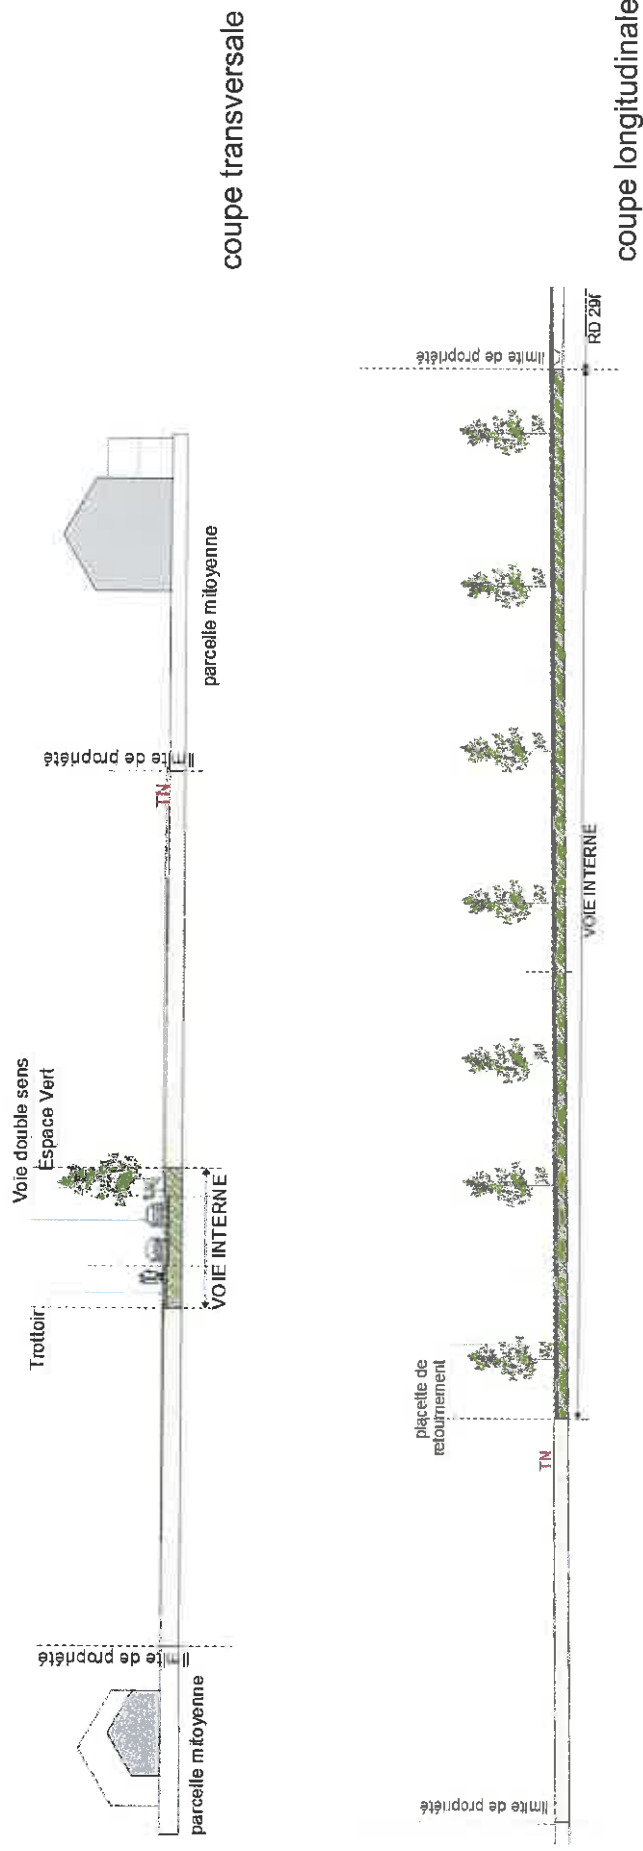 coupe transversale
Voie double sens
Espace Vert
Trottoir
VOIE INTERNE
TN
limite de propriété
limite de propriété
parcelle mitoyenne
parcelle mitoyenne
coupe longitudinale
placette de
retournement
TN
VOIE INTERNE
RD 29f
limite de propriété
limite de propriété